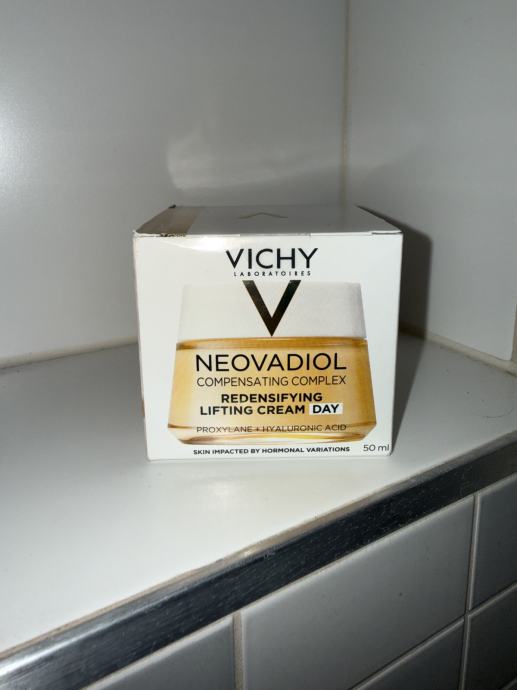 VICHY
LABORATOIRES
NEOVADIOL
COMPENSATING COMPLEX
REDENSIFYING
LIFTING CREAM DAY
PROXYLANE + HYALURONIC ACID
SKIN IMPACTED BY HORMONAL VARIATIONS 50 ml